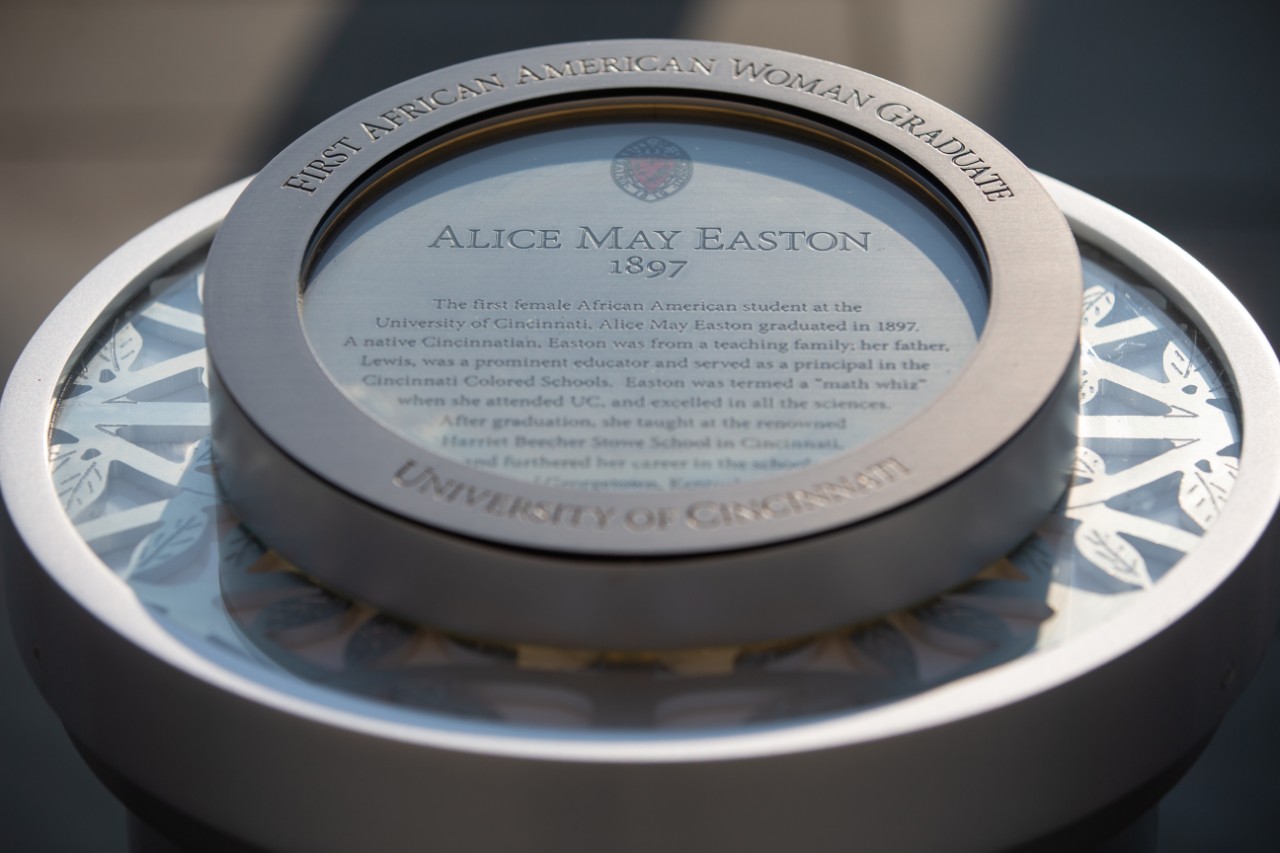 FIRST AFRICAN AMERICAN WOMAN GRADUATE
ALICE MAY EASTON
1897
The first female African American student at the
University of Cincinnati, Alice May Easton graduated in 1897.
A native Cincinnatian, Easton was from a teaching family; her father,
Lewis, was a prominent educator and served as a principal in the
Cincinnati Colored Schools. Easton was termed a "math whiz"
when she attended UC, and excelled in all the sciences.
After graduation, she taught at the renowned
Harriet Beecher Stowe School in Cincinnati,
and furthered her career in the school
Georgetown,
UNIVERSITY OF CINCINNATI